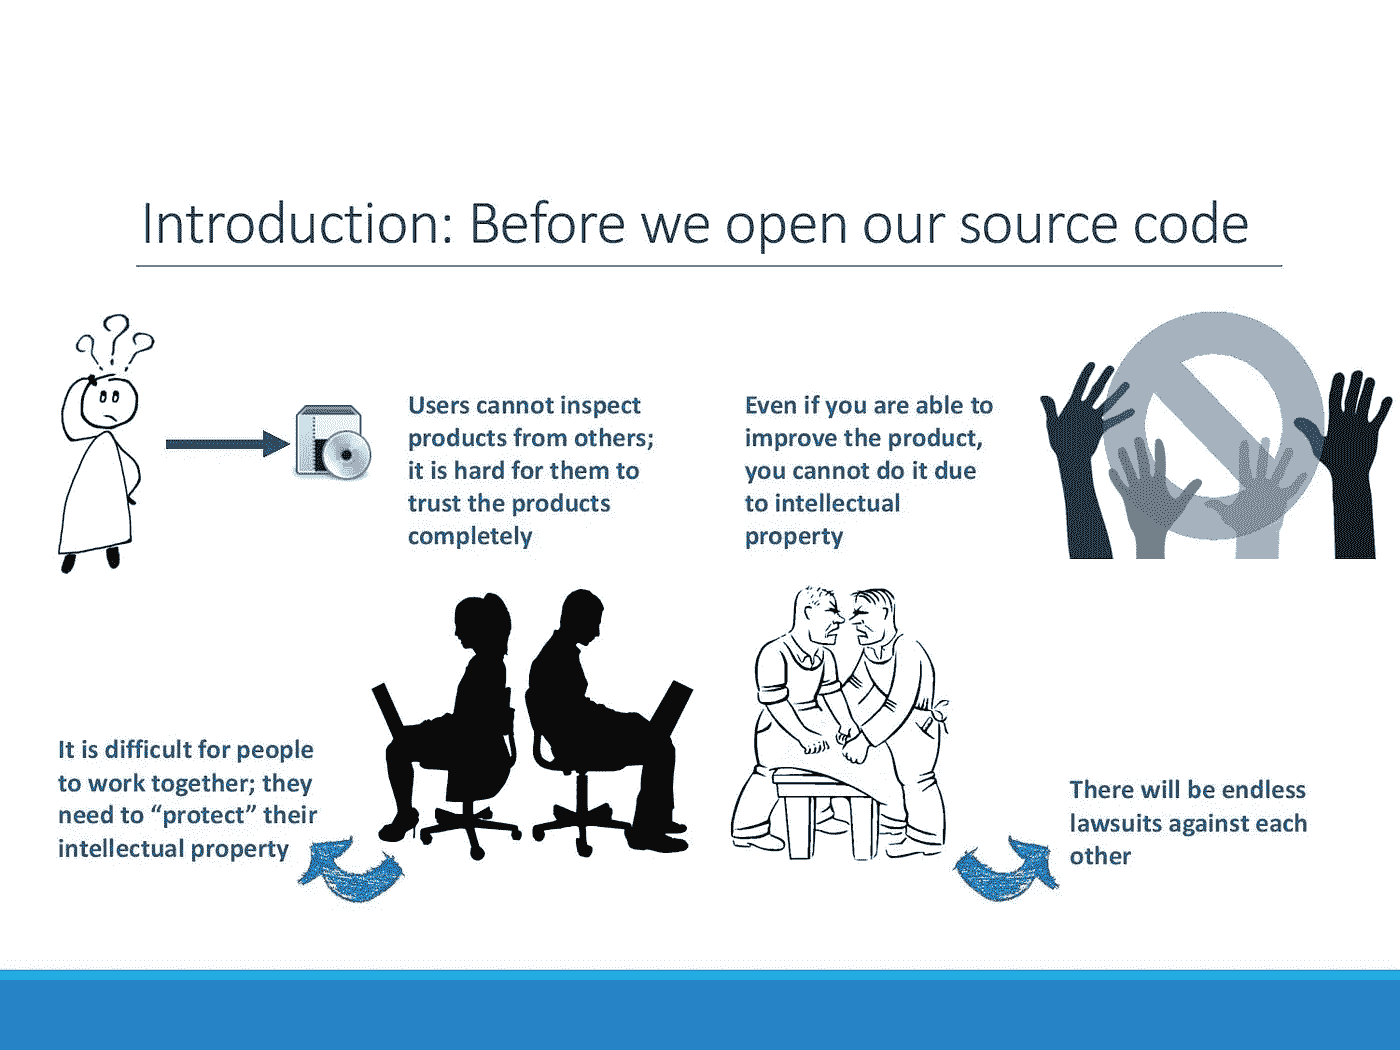 Introduction: Before we open our source code
Users cannot inspect
products from others;
it is hard for them to
trust the products
completely
Even if you are able to
improve the product,
you cannot do it due
to intellectual
property
It is difficult for people
to work together; they
need to “protect” their
intellectual property
There will be endless
lawsuits against each
other